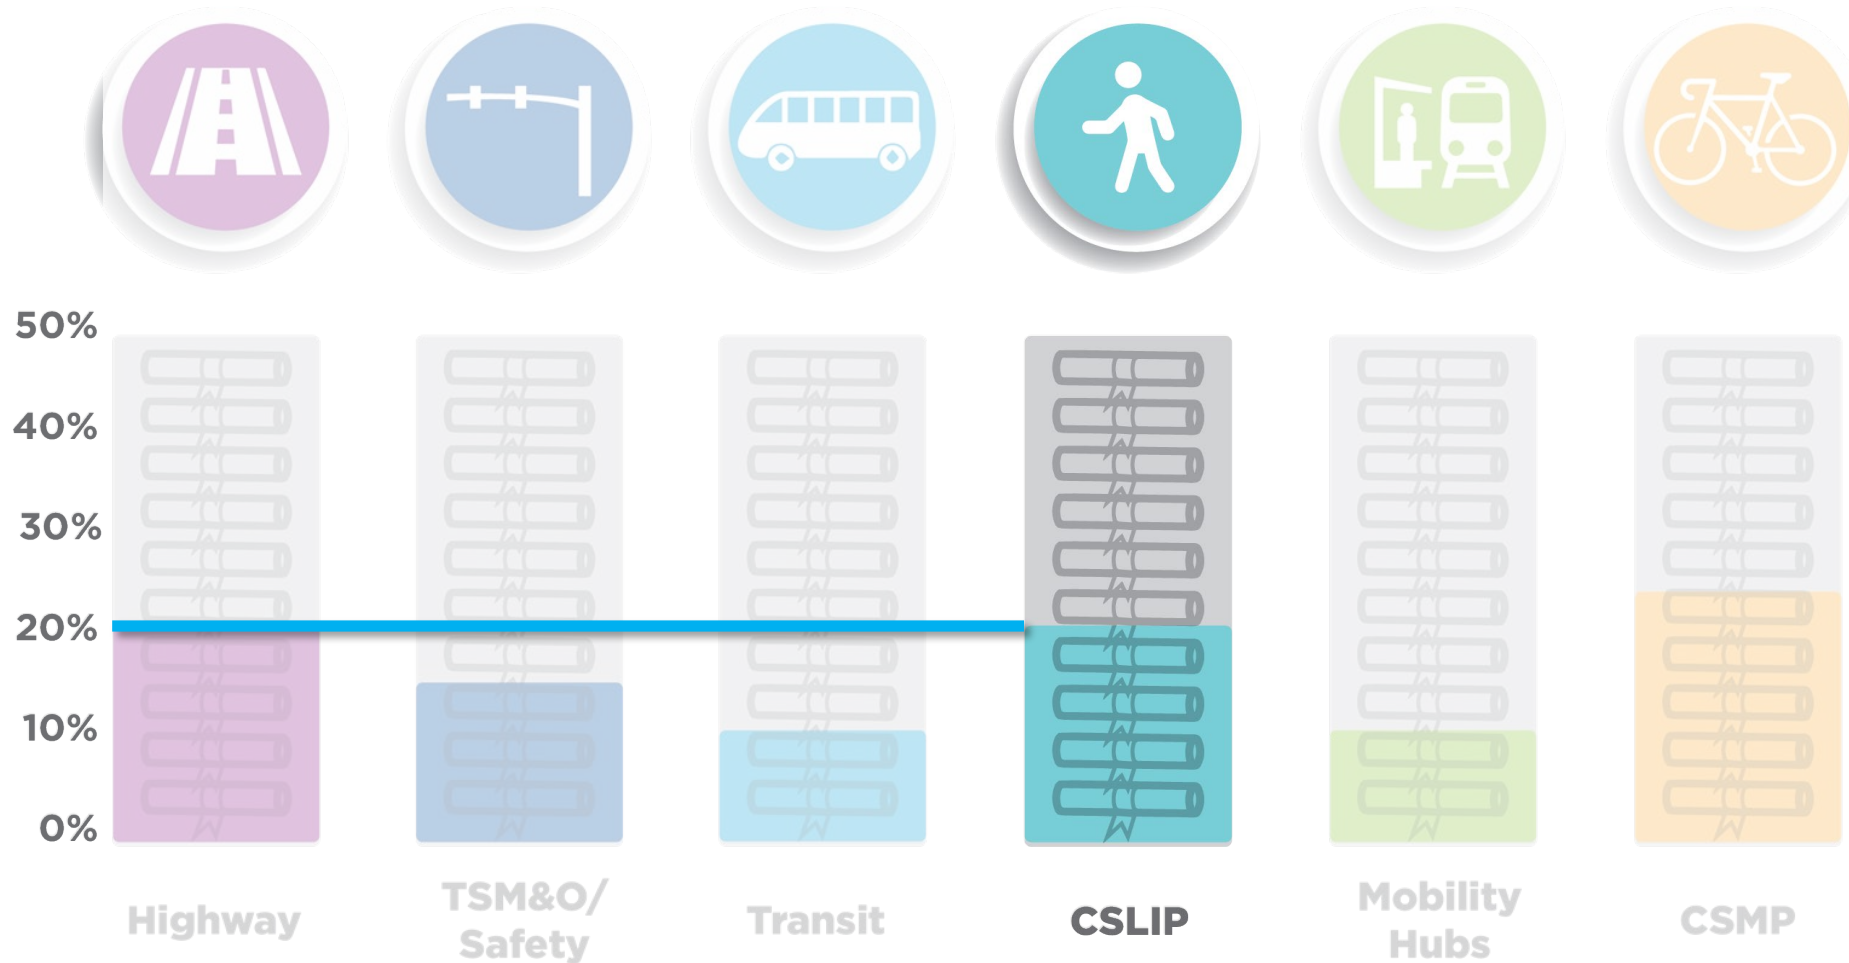 50%
40%
30%
20%
10%
0%
Highway
TSM&O/
Safety
Transit
CSLIP
Mobility
Hubs
CSMP